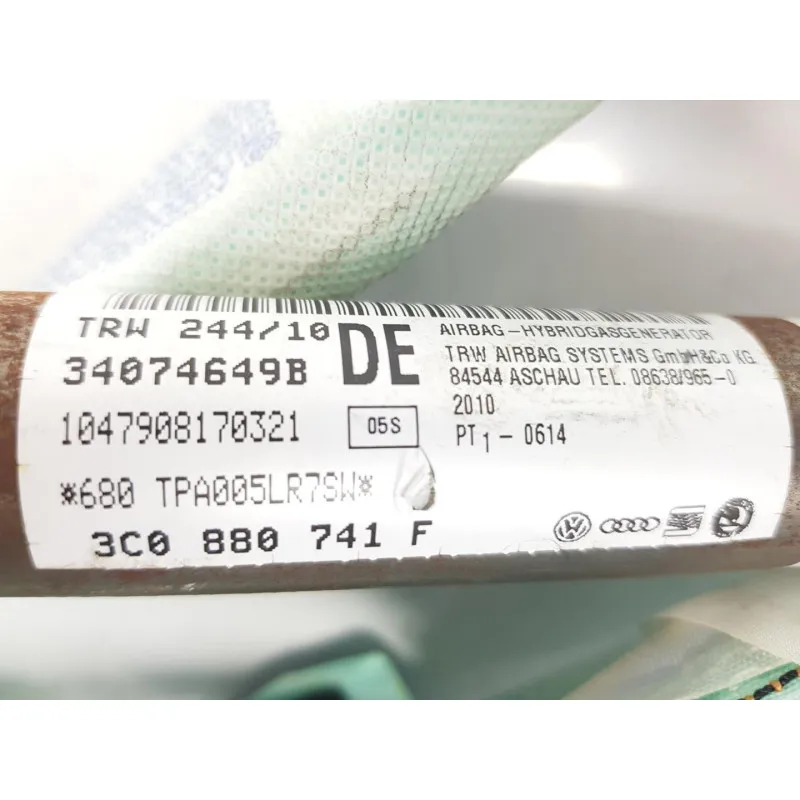 TRW 244/10
34074649B
DE
1047908170321
05S
*680 TPA005LR7SW*
3C0 880 741 F
AIRBAG-HYBRIDGASGENERATOR
TRW AIRBAG SYSTEMS GmbH&Co KG
84544 ASCHAU TEL. 08638/965-0
2010
PT1 - 0614